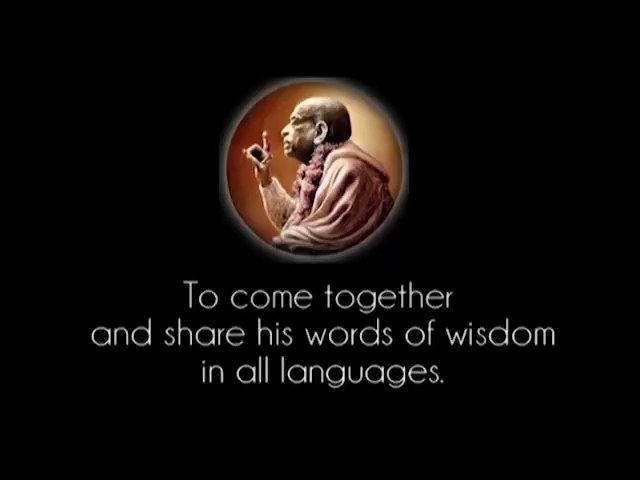 To come together
and share his words of wisdom
in all languages.